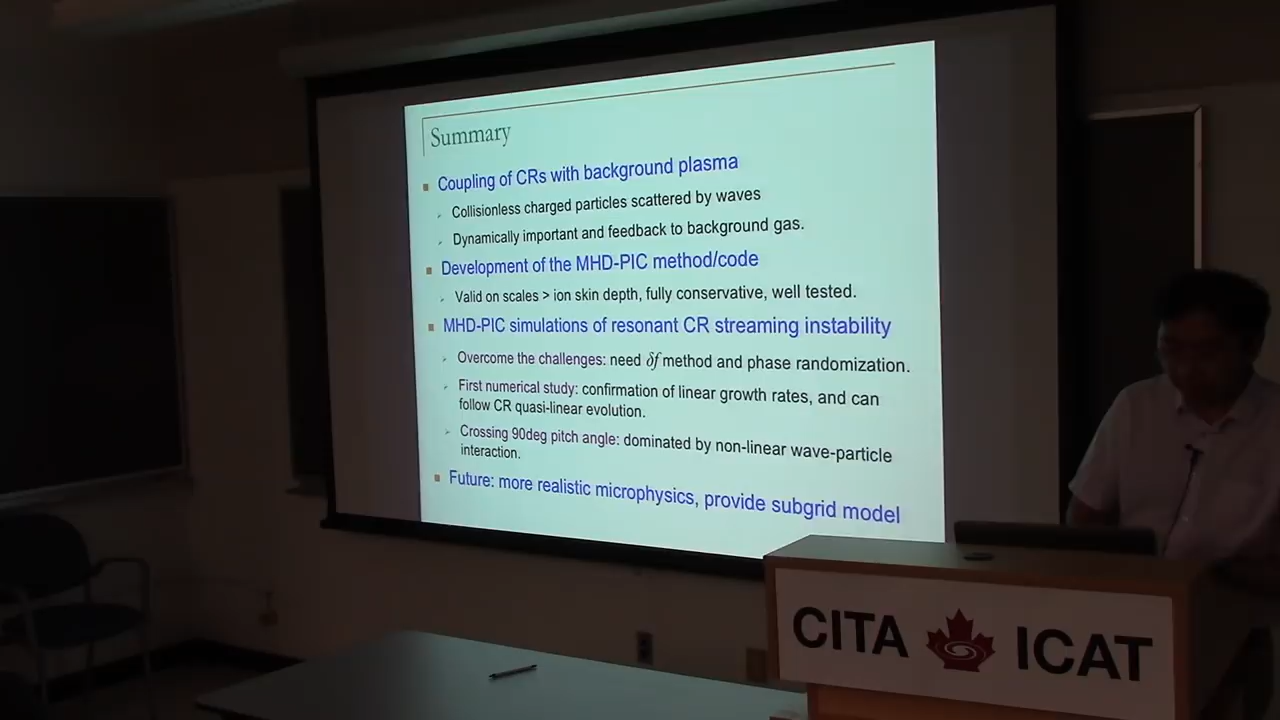 Summary
Coupling of CRs with background plasma
Collisionless charged particles scattered by waves
Dynamically important and feedback to background gas.
Development of the MHD-PIC method/code
Valid on scales > ion skin depth, fully conservative, well tested.
MHD-PIC simulations of resonant CR streaming instability
Overcome the challenges: need δf method and phase randomization.
First numerical study: confirmation of linear growth rates, and can
follow CR quasi-linear evolution.
Crossing 90deg pitch angle: dominated by non-linear wave-particle
interaction.
Future: more realistic microphysics, provide subgrid model
CITA ICAT